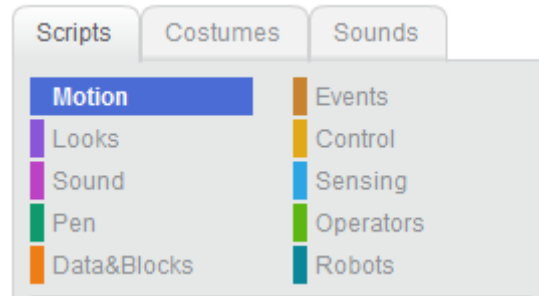 Scripts Costumes Sounds
Motion Events
Looks Control
Sound Sensing
Pen Operators
Data&Blocks Robots